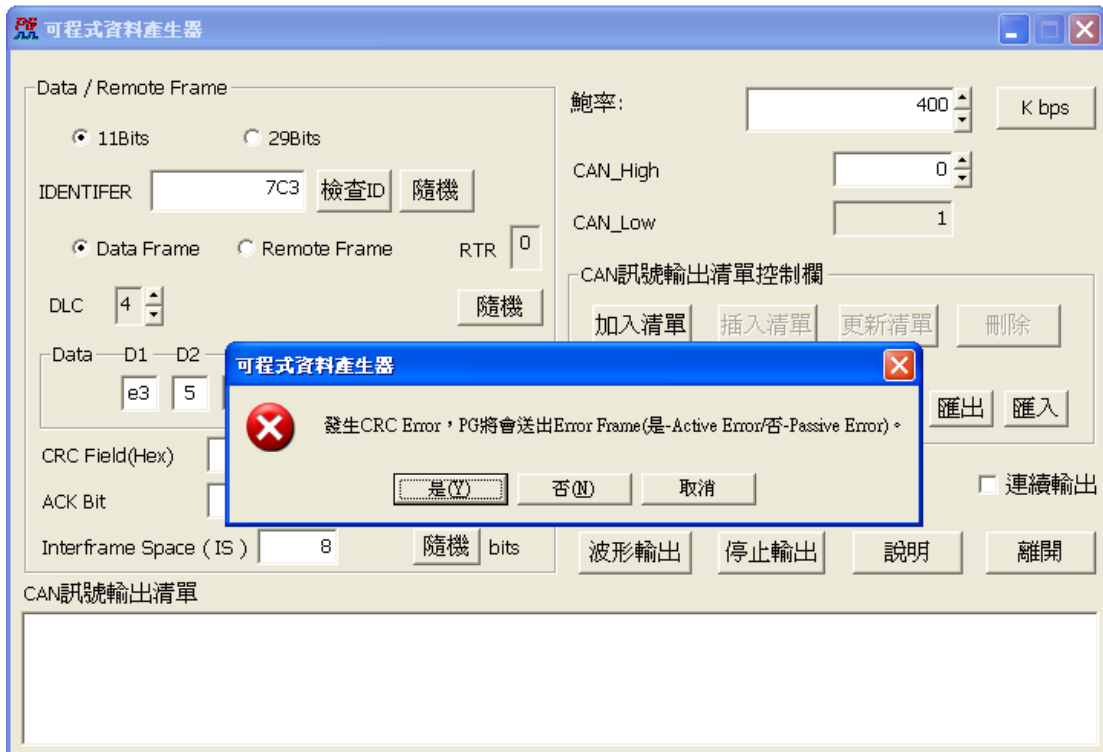 可程式資料產生器
Data / Remote Frame
11Bits 29Bits
IDENTIFER 7C3 檢查ID 隨機
Data Frame Remote Frame RTR 0
DLC 4 隨機
Data D1 D2
e3 5
CRC Field(Hex)
ACK Bit
Interframe Space ( IS ) 8 隨機 bits
鮑率: 400 K bps
CAN_High 0
CAN_Low 1
CAN訊號輸出清單控制欄
加入清單 插入清單 更新清單 刪除
匯出 匯入
連續輸出
波形輸出 停止輸出 說明 離開
可程式資料產生器
發生CRC Error，PG將會送出Error Frame(是-Active Error/否-Passive Error)。
是(Y) 否(N) 取消
CAN訊號輸出清單